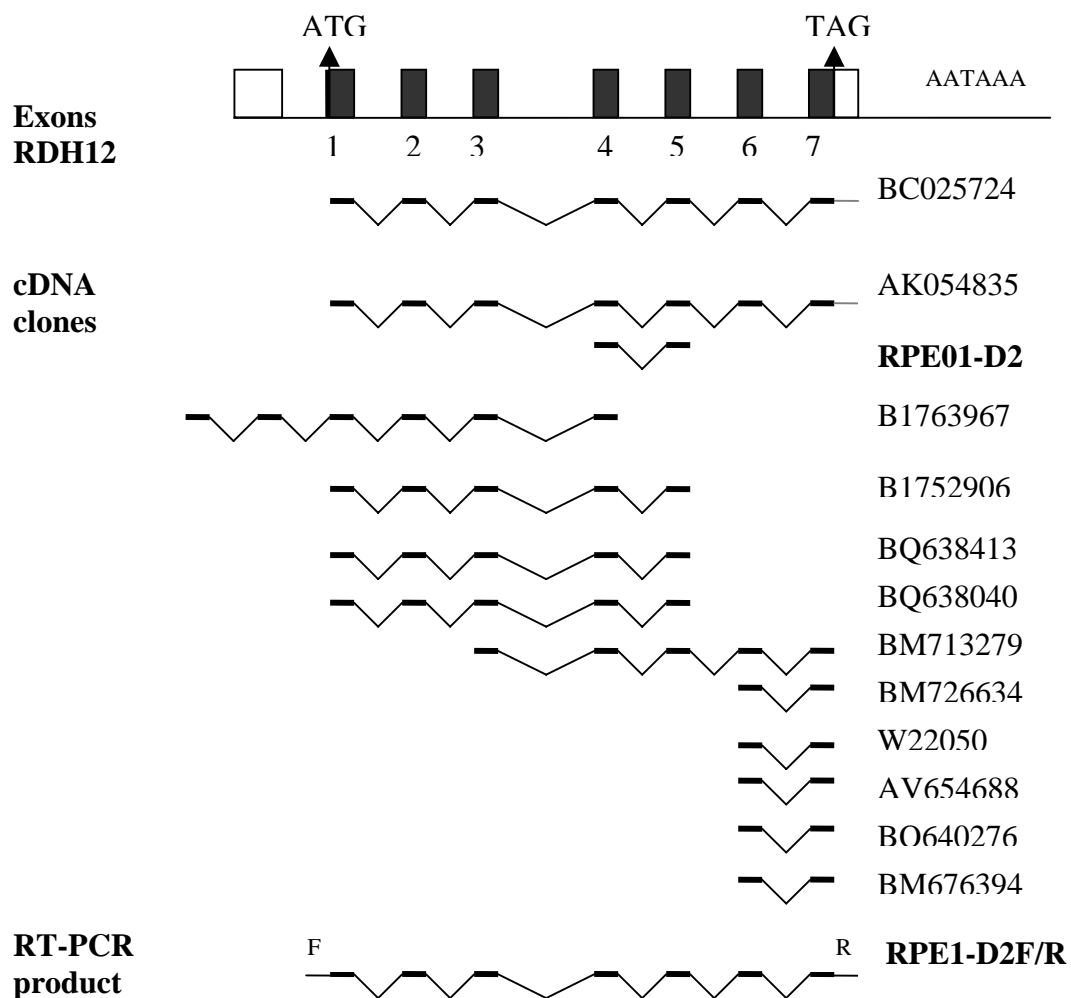 ATG TAG
AATAAA
Exons
RDH12
1 2 3 4 5 6 7
BC025724
cDNA
clones
AK054835
RPE01-D2
B1763967
B1752906
BQ638413
BQ638040
BM713279
BM726634
W22050
AV654688
BO640276
BM676394
RT-PCR
product
F R
RPE1-D2F/R